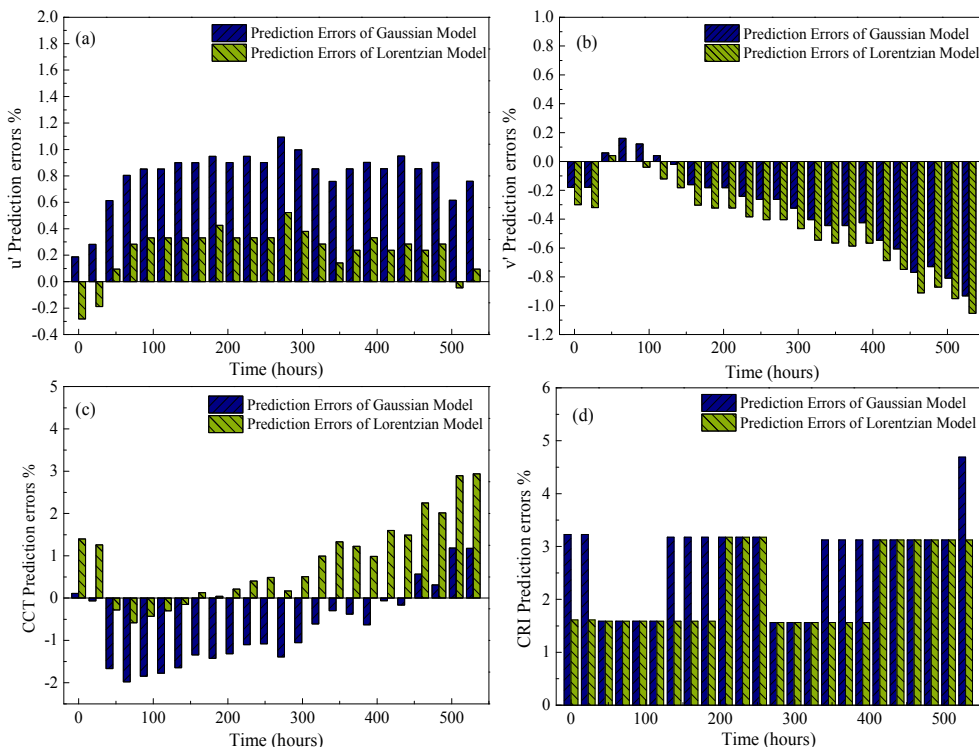 (a)
Prediction Errors of Gaussian Model
Prediction Errors of Lorentzian Model
u' Prediction errors %
2.0
1.8
1.6
1.4
1.2
1.0
0.8
0.6
0.4
0.2
0.0
-0.2
-0.4
0 100 200 300 400 500
Time (hours)
(b)
Prediction Errors of Gaussian Model
Prediction Errors of Lorentzian Model
v' Prediction errors %
1.0
0.8
0.6
0.4
0.2
0.0
-0.2
-0.4
-0.6
-0.8
-1.0
-1.2
0 100 200 300 400 500
Time (hours)
(c)
Prediction Errors of Gaussian Model
Prediction Errors of Lorentzian Model
CCT Prediction errors %
5
4
3
2
1
0
-1
-2
0 100 200 300 400 500
Time (hours)
(d)
Prediction Errors of Gaussian Model
Prediction Errors of Lorentzian Model
CRI Prediction errors %
6
5
4
3
2
1
0
0 100 200 300 400 500
Time (hours)